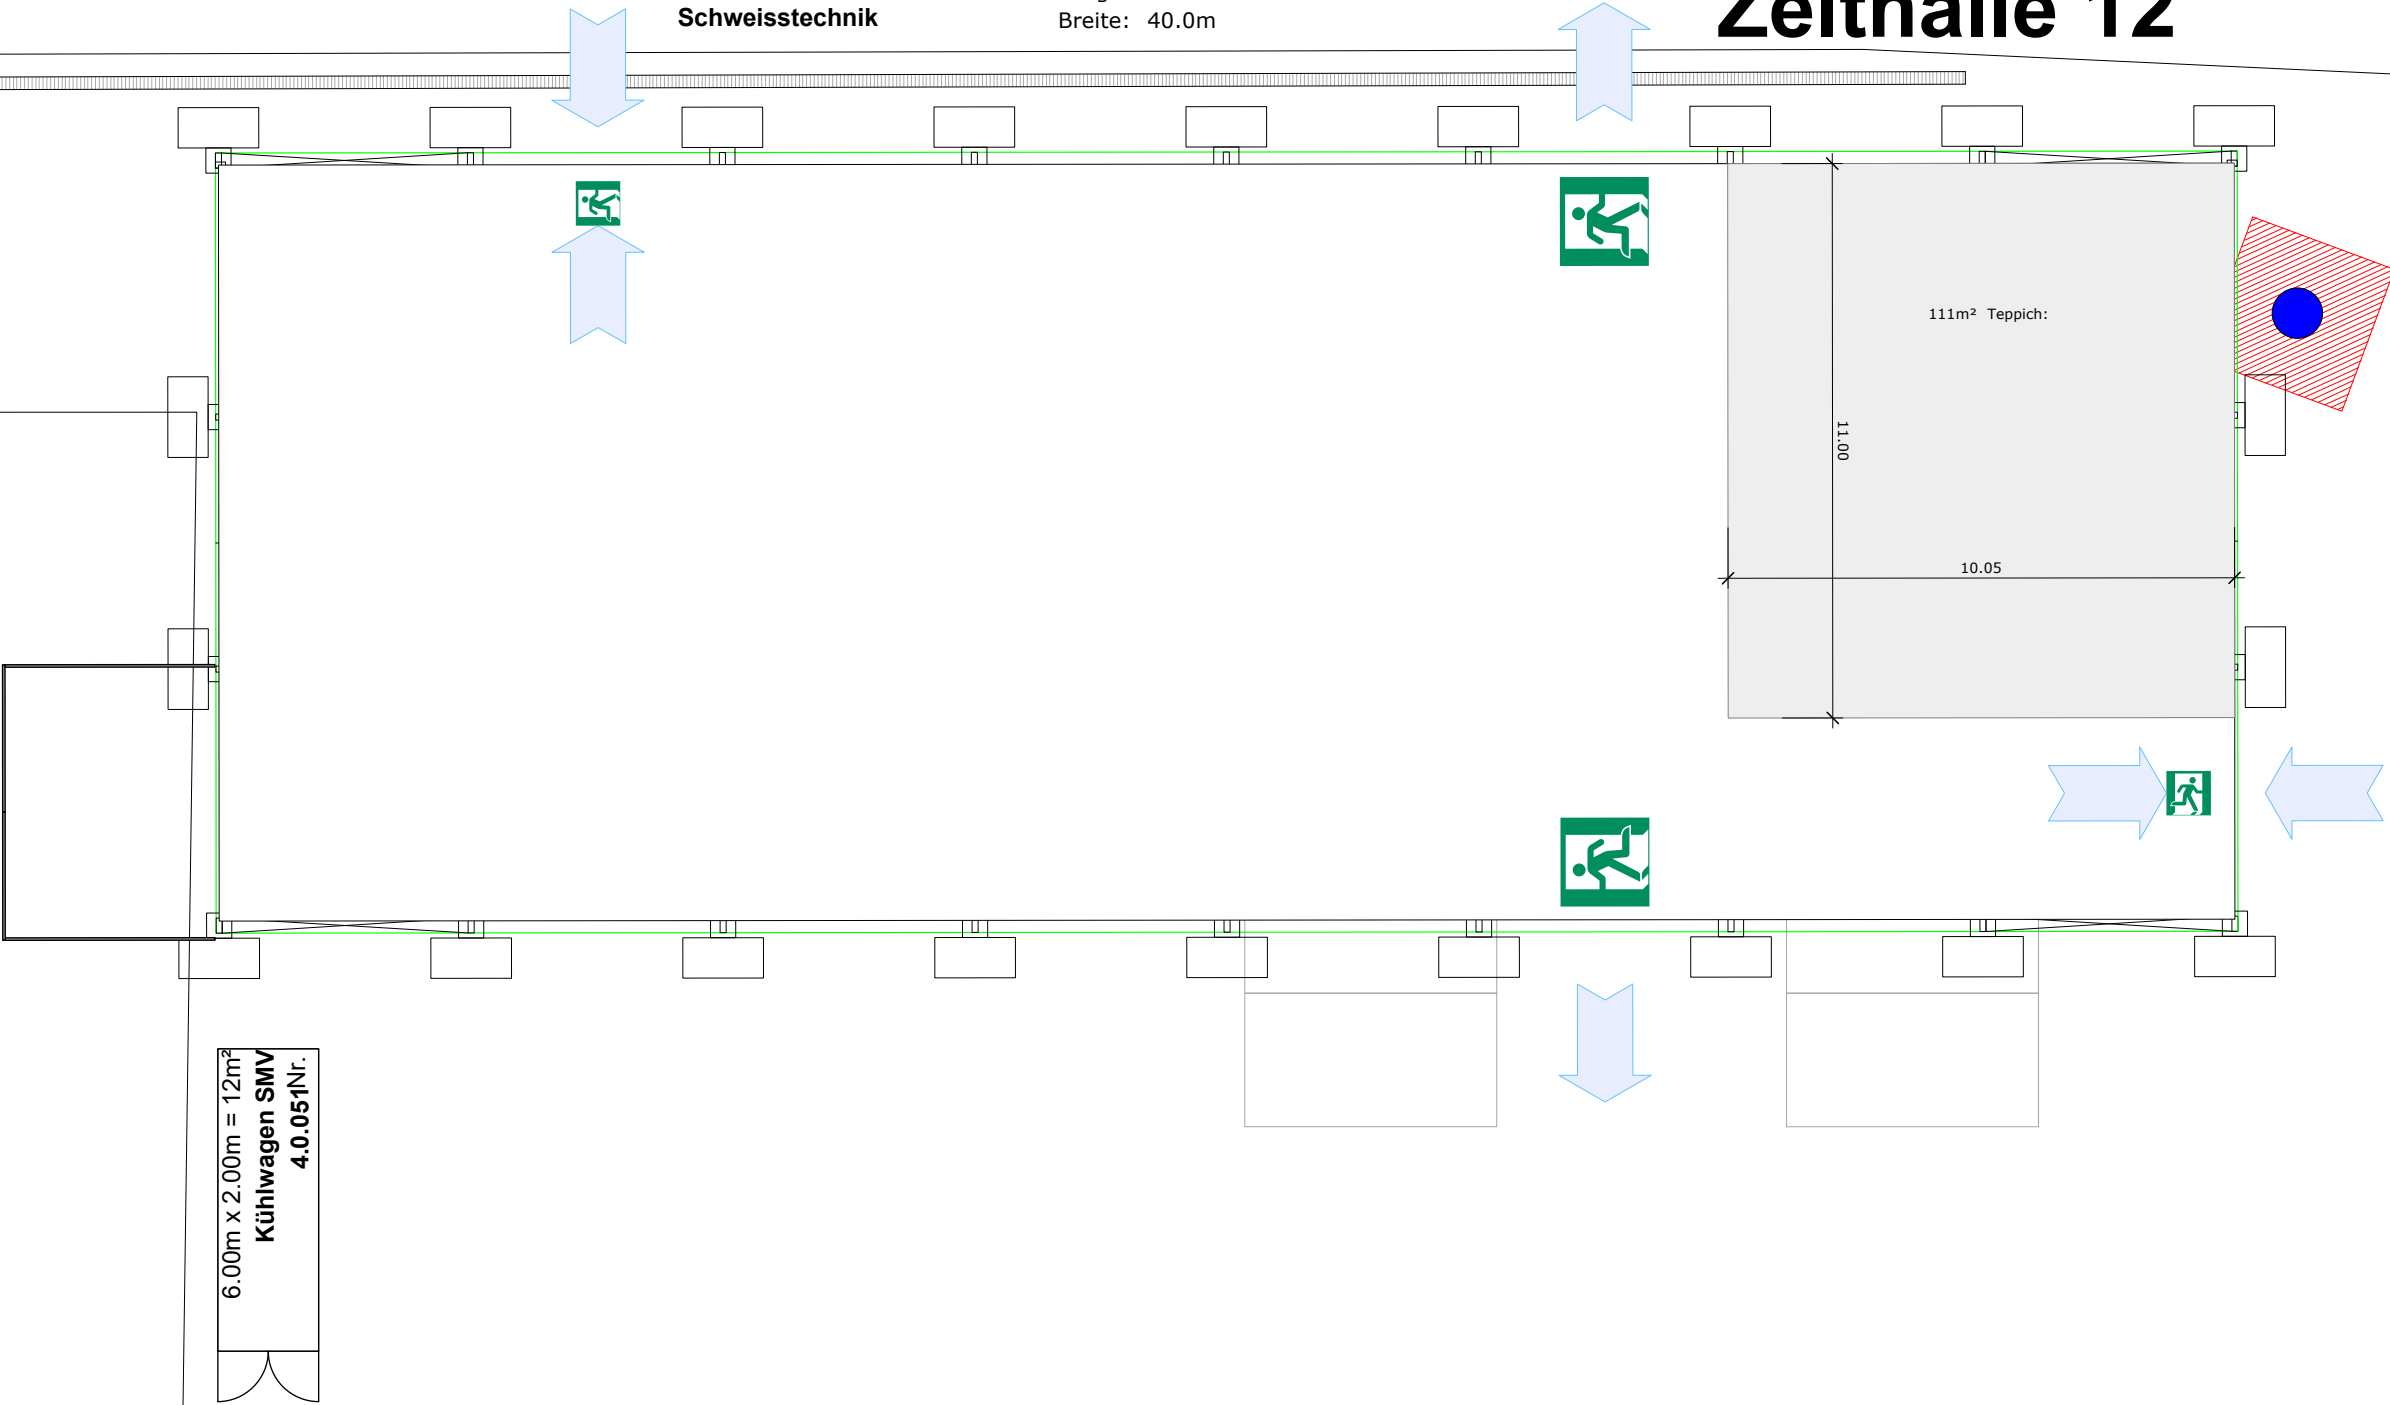 Schweisstechnik
Breite: 40.0m
Zelthalle 12
111m² Teppich:
11.00
10.05
6.00m x 2.00m = 12m²
Kühlwagen SMV
4.0.051Nr.